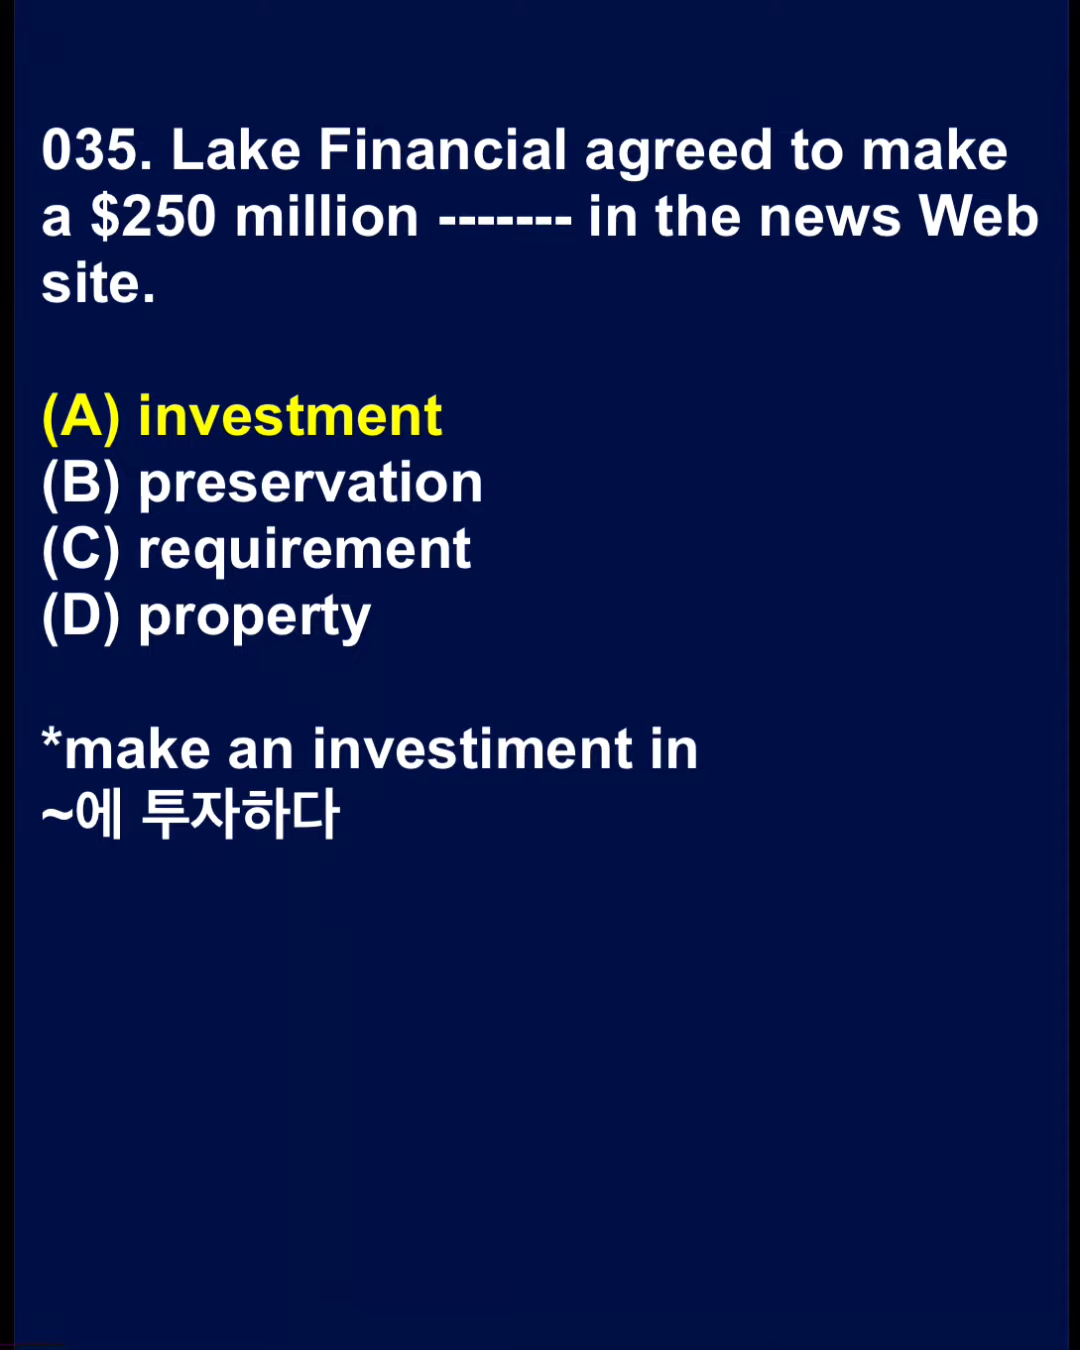 035. Lake Financial agreed to make
a $250 million ------- in the news Web
site.
(A) investment
(B) preservation
(C) requirement
(D) property
*make an investiment in
~에 투자하다